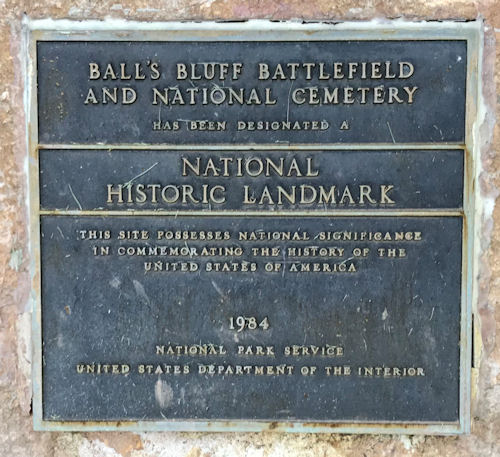 BALL'S BLUFF BATTLEFIELD
AND NATIONAL CEMETERY
HAS BEEN DESIGNATED A
NATIONAL
HISTORIC LANDMARK
THIS SITE POSSESSES NATIONAL SIGNIFICANCE
IN COMMEMORATING THE HISTORY OF THE
UNITED STATES OF AMERICA
1984
NATIONAL PARK SERVICE
UNITED STATES DEPARTMENT OF THE INTERIOR